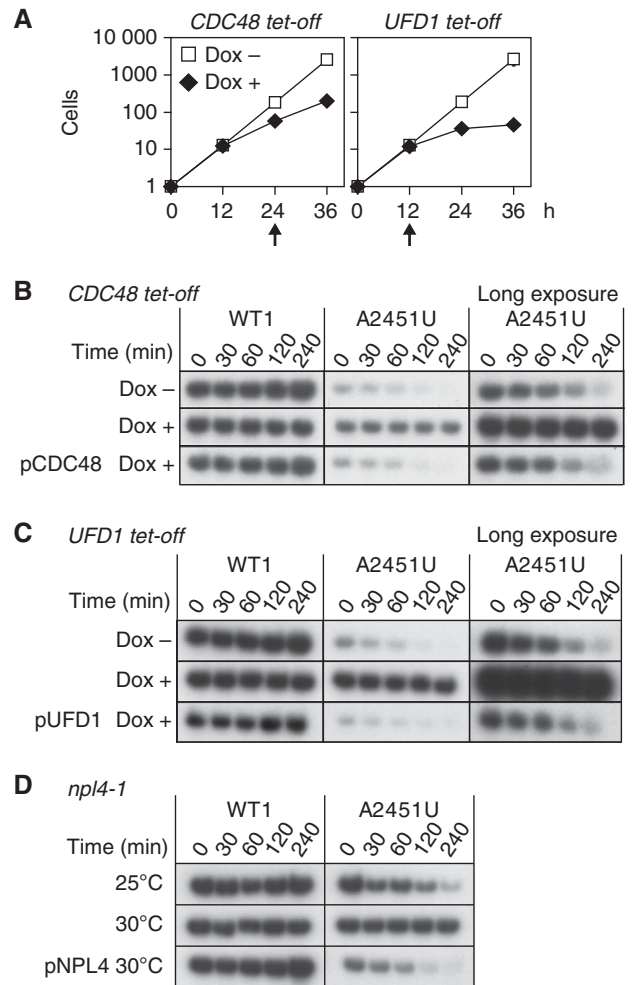 A
CDC48 tet-off UFD1 tet-off
10 000
1000
100
10
1
Cells
Dox –
Dox +
0 12 24 36 0 12 24 36 h
B CDC48 tet-off Long exposure
WT1 A2451U A2451U
Time (min) 0 30 60 120 240 0 30 60 120 240 0 30 60 120 240
Dox –
Dox +
pCDC48 Dox +
C UFD1 tet-off Long exposure
WT1 A2451U A2451U
Time (min) 0 30 60 120 240 0 30 60 120 240 0 30 60 120 240
Dox –
Dox +
pUFD1 Dox +
D npl4-1
WT1 A2451U
Time (min) 0 30 60 120 240 0 30 60 120 240
25°C
30°C
pNPL4 30°C